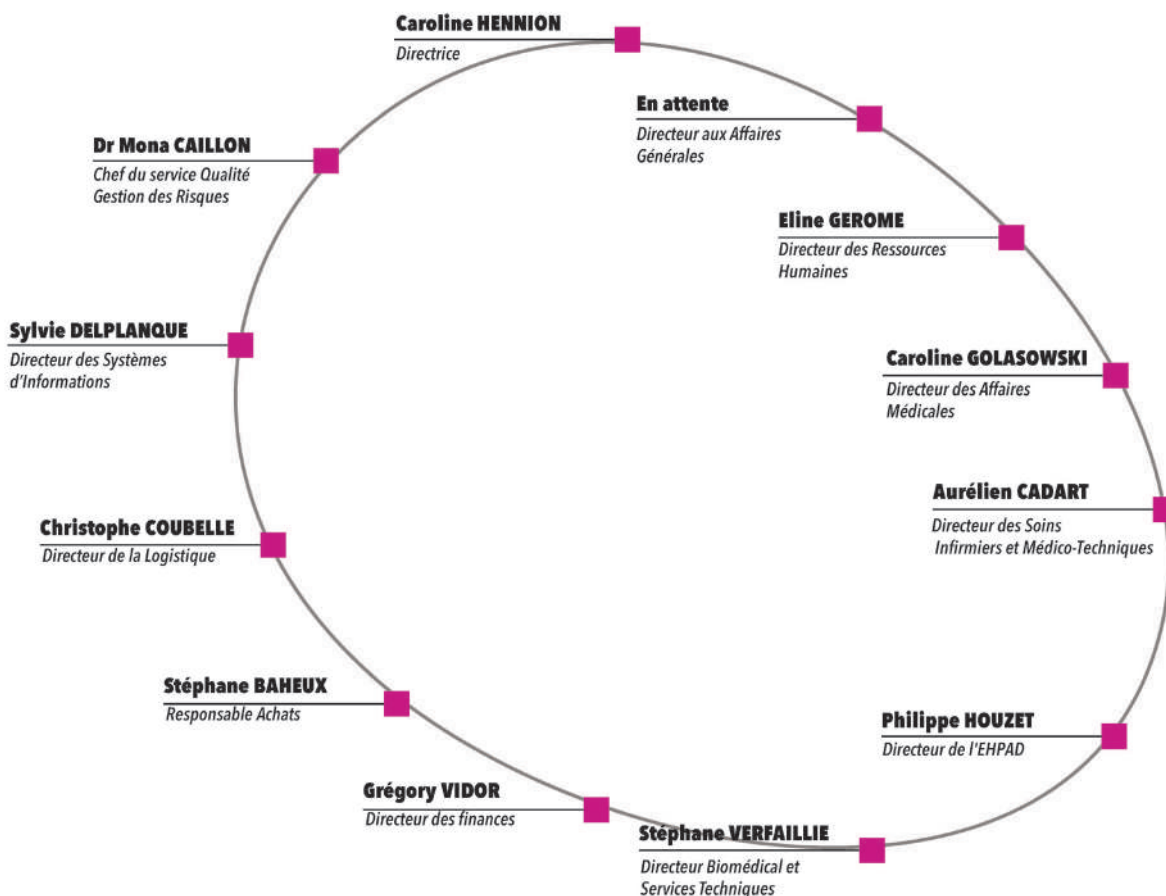 Caroline HENNION
Directrice
En attente
Directeur aux Affaires
Générales
Dr Mona CAILLON
Chef du service Qualité
Gestion des Risques
Eline GEROME
Directeur des Ressources
Humaines
Sylvie DELPLANQUE
Directeur des Systèmes
d'Informations
Caroline GOLASOWSKI
Directeur des Affaires
Médicales
Aurélien CADART
Directeur des Soins
Infirmiers et Médico-Techniques
Christophe COUBELLE
Directeur de la Logistique
Stéphane BAHEUX
Responsable Achats
Philippe HOUZET
Directeur de l'EHPAD
Grégory VIDOR
Directeur des finances
Stéphane VERFAILLIE
Directeur Biomédical et
Services Techniques